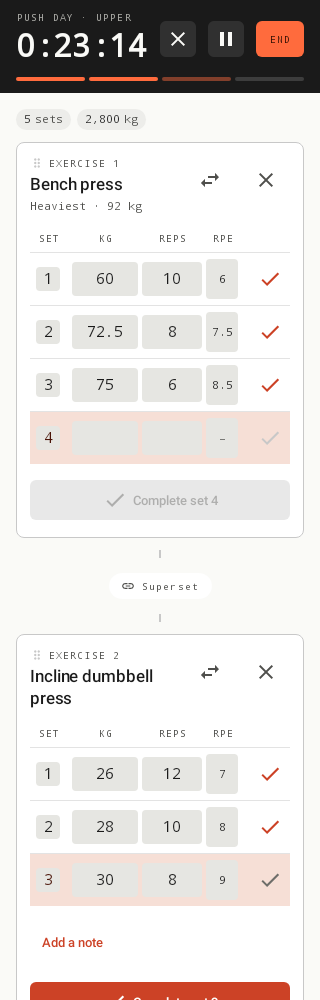 PUSH DAY · UPPER
0:23:14
END
5 sets
2,800 kg
EXERCISE 1
Bench press
Heaviest · 92 kg
SET KG REPS RPE
1 60 10 6
2 72.5 8 7.5
3 75 6 8.5
4 –
Complete set 4
Superset
EXERCISE 2
Incline dumbbell
press
SET KG REPS RPE
1 26 12 7
2 28 10 8
3 30 8 9
Add a note